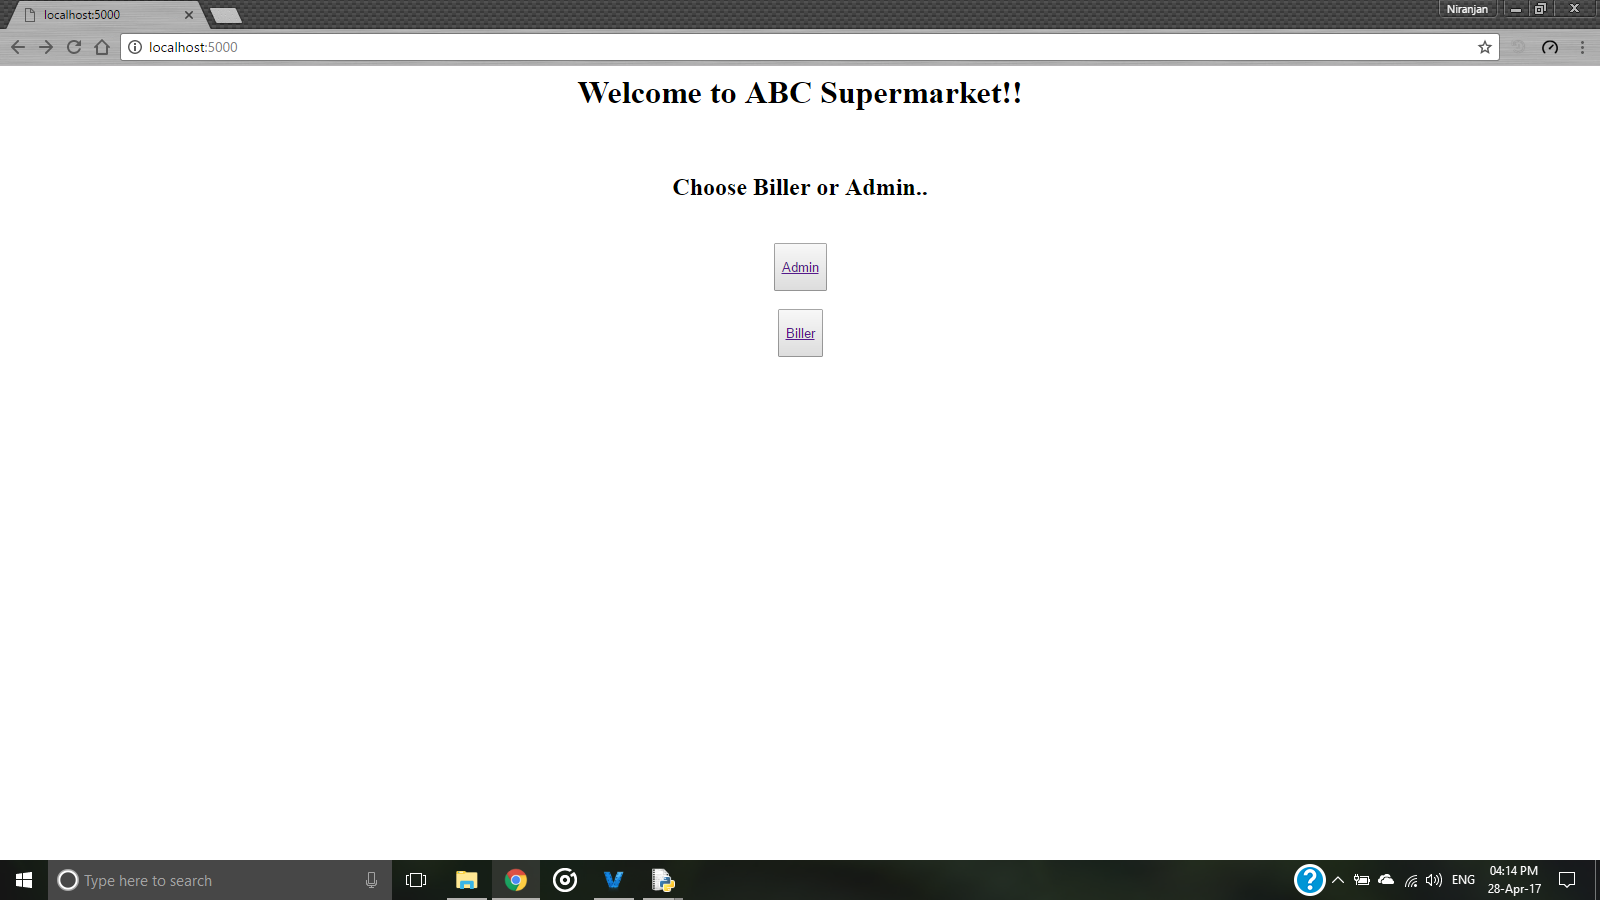 localhost:5000
Niranjan
localhost:5000
Welcome to ABC Supermarket!!
Choose Biller or Admin..
Admin
Biller
Type here to search
ENG
04:14 PM
28-Apr-17